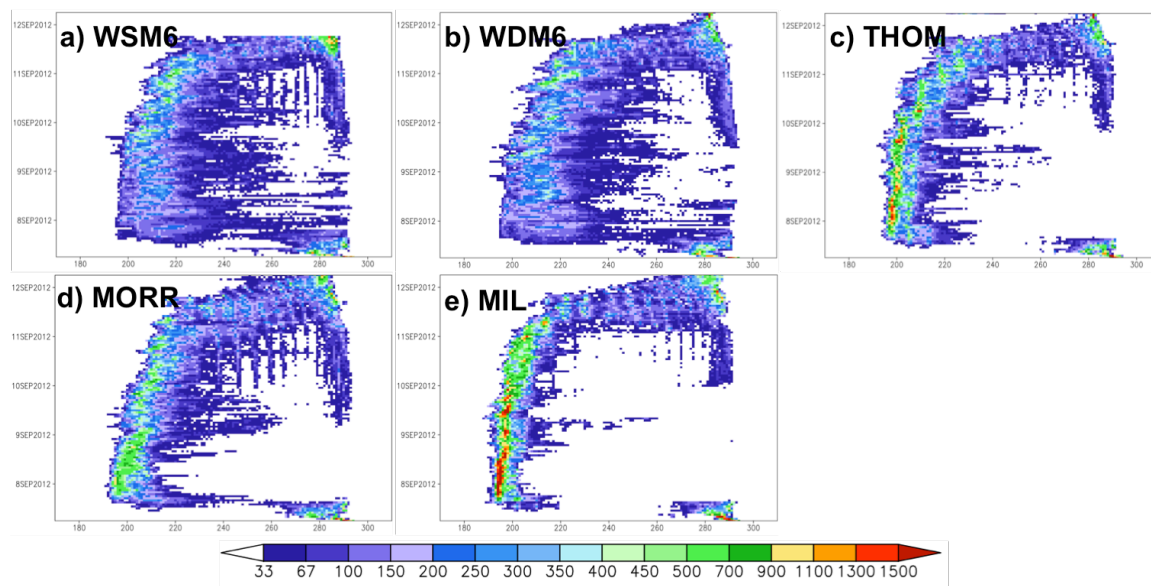 a) WSM6
12SEP2012
11SEP2012
10SEP2012
9SEP2012
8SEP2012
180 200 220 240 260 280 300
b) WDM6
12SEP2012
11SEP2012
10SEP2012
9SEP2012
8SEP2012
180 200 220 240 260 280 300
c) THOM
12SEP2012
11SEP2012
10SEP2012
9SEP2012
8SEP2012
180 200 220 240 260 280 300
d) MORR
12SEP2012
11SEP2012
10SEP2012
9SEP2012
8SEP2012
180 200 220 240 260 280 300
e) MIL
12SEP2012
11SEP2012
10SEP2012
9SEP2012
8SEP2012
180 200 220 240 260 280 300
33 67 100 150 200 250 300 350 400 450 500 700 900 1100 1300 1500